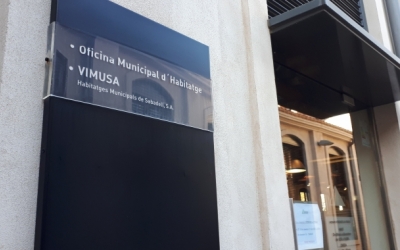 • Oficina Municipal d'Habitatge
• VIMUSA
Habitatges Municipals de Sabadell, S.A.